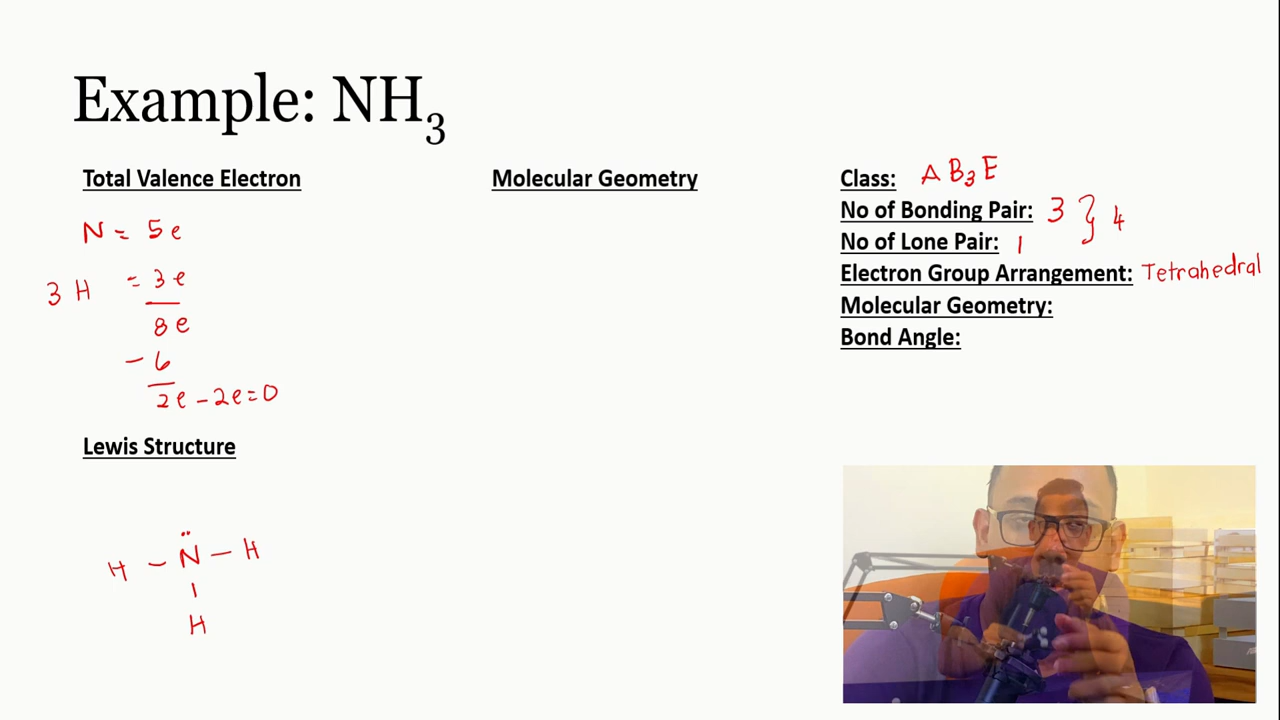 Example: NH₃
Total Valence Electron
N = 5e
3 H = 3e
8e
- 6
2e - 2e = 0
Lewis Structure
H - N̈ - H
|
H
Molecular Geometry
Class: AB₃E
No of Bonding Pair: 3 } 4
No of Lone Pair: 1
Electron Group Arrangement: Tetrahedral
Molecular Geometry:
Bond Angle: